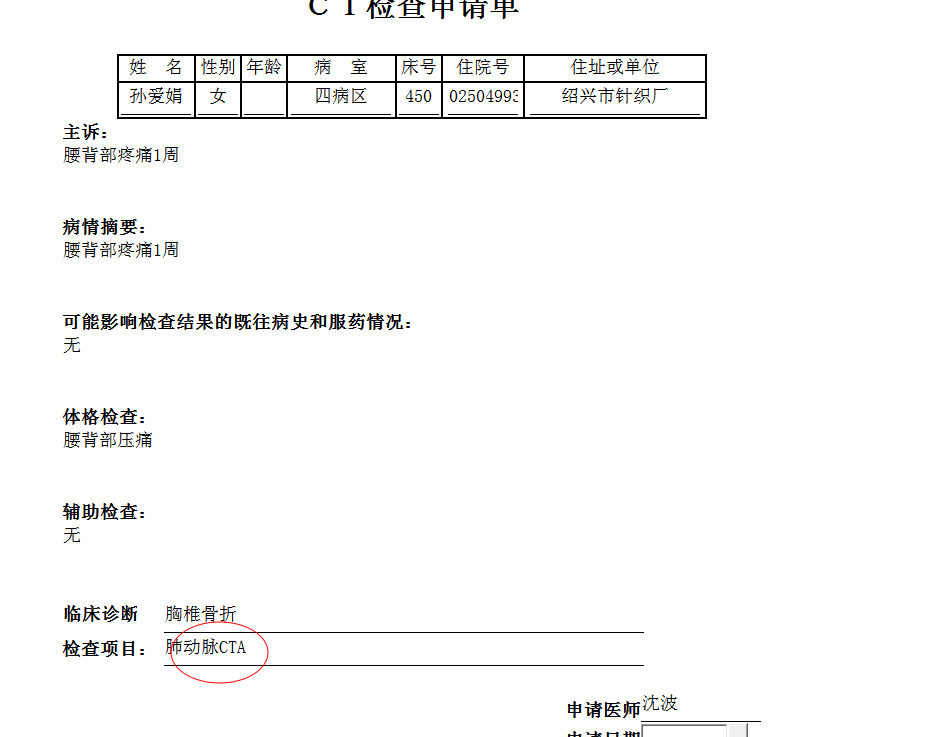 CT检查申请单
姓 名 性别 年龄 病 室 床号 住院号 住址或单位
孙爱娟 女 四病区 450 02504993 绍兴市针织厂
主诉：
腰背部疼痛1周
病情摘要：
腰背部疼痛1周
可能影响检查结果的既往病史和服药情况：
无
体格检查：
腰背部压痛
辅助检查：
无
临床诊断 胸椎骨折
检查项目： 肺动脉CTA
申请医师 沈波
申请日期